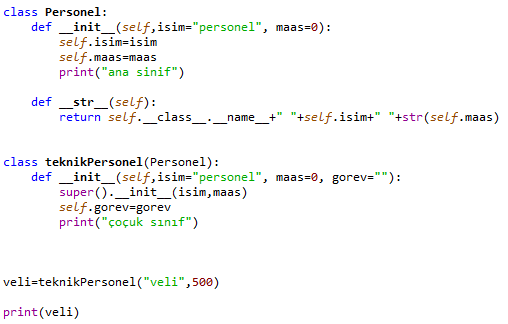 class Personel:
    def __init__(self,isim="personel", maas=0):
        self.isim=isim
        self.maas=maas
        print("ana sinif")
    def __str__(self):
        return self.__class__.__name__+" "+self.isim+" "+str(self.maas)
class teknikPersonel(Personel):
    def __init__(self,isim="personel", maas=0, gorev=""):
        super().__init__(isim,maas)
        self.gorev=gorev
        print("çoçuk sınıf")
veli=teknikPersonel("veli",500)
print(veli)